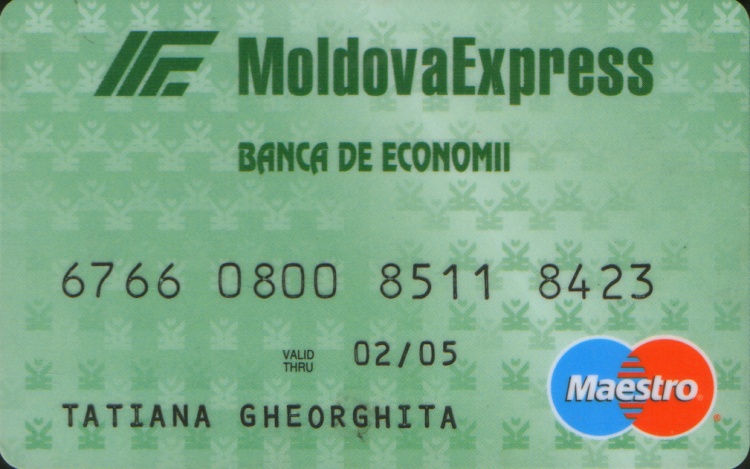 MoldovaExpress
BANCA DE ECONOMII
6766 0800 8511 8423
VALID THRU 02/05
Maestro
TATIANA GHEORGHITA